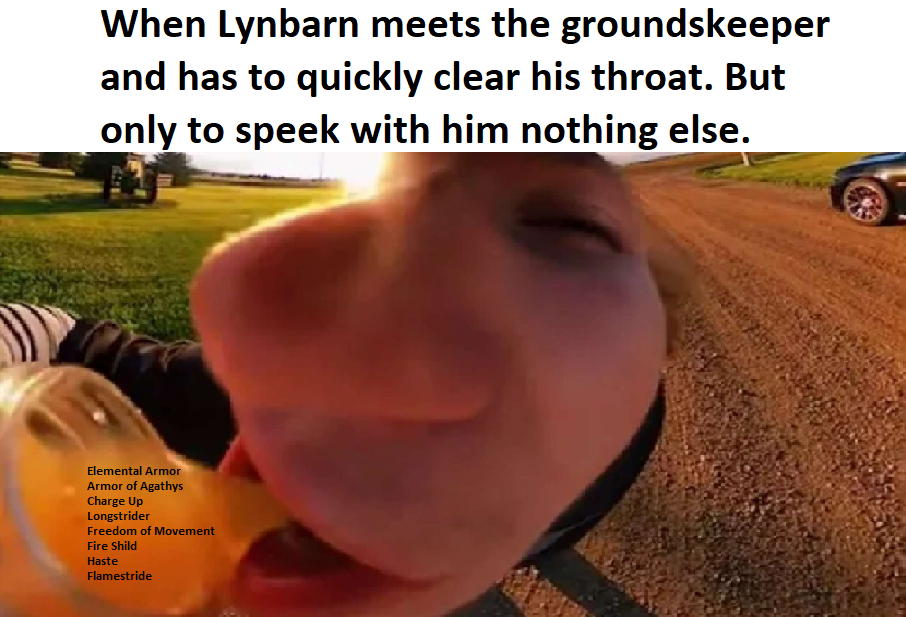 When Lynbarn meets the groundskeeper
and has to quickly clear his throat. But
only to speek with him nothing else.
Elemental Armor
Armor of Agathys
Charge Up
Longstrider
Freedom of Movement
Fire Shild
Haste
Flamestride